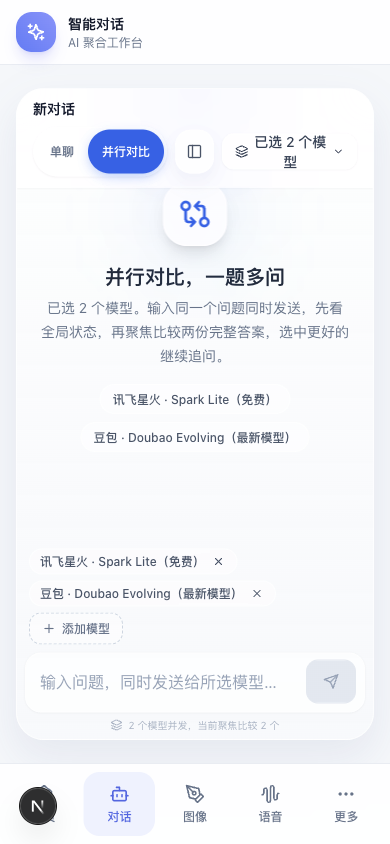 智能对话
AI 聚合工作台
新对话
单聊
并行对比
已选 2 个模
型
并行对比，一题多问
已选 2 个模型。输入同一个问题同时发送，先看
全局状态，再聚焦比较两份完整答案，选中更好的
继续追问。
讯飞星火 · Spark Lite（免费）
豆包 · Doubao Evolving（最新模型）
讯飞星火 · Spark Lite（免费） ×
豆包 · Doubao Evolving（最新模型） ×
+ 添加模型
输入问题，同时发送给所选模型...
2 个模型并发，当前聚焦比较 2 个
N
对话
图像
语音
更多